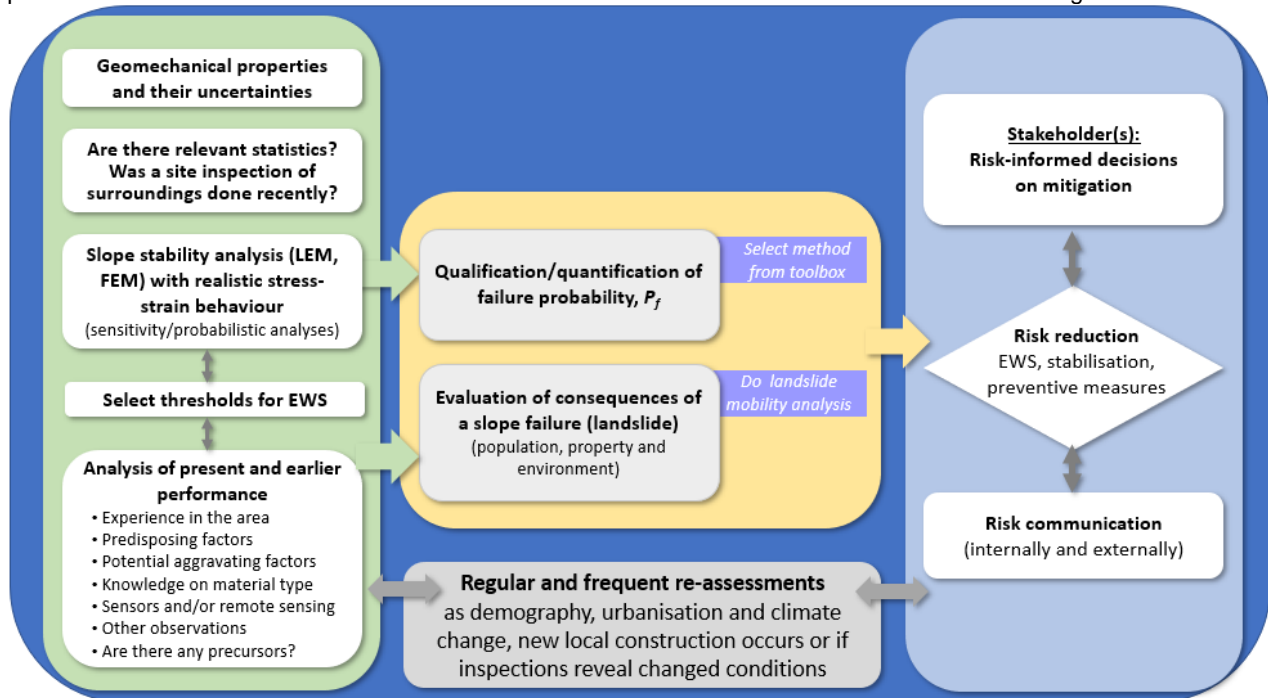 Geomechanical properties
and their uncertainties
Are there relevant statistics?
Was a site inspection of
surroundings done recently?
Slope stability analysis (LEM,
FEM) with realistic stress-
strain behaviour
(sensitivity/probabilistic analyses)
Select thresholds for EWS
Analysis of present and earlier
performance
• Experience in the area
• Predisposing factors
• Potential aggravating factors
• Knowledge on material type
• Sensors and/or remote sensing
• Other observations
• Are there any precursors?
Qualification/quantification of
failure probability, Pf
Select method
from toolbox
Evaluation of consequences of
a slope failure (landslide)
(population, property and
environment)
Do landslide
mobility analysis
Regular and frequent re-assessments
as demography, urbanisation and climate
change, new local construction occurs or if
inspections reveal changed conditions
Stakeholder(s):
Risk-informed decisions
on mitigation
Risk reduction
EWS, stabilisation,
preventive measures
Risk communication
(internally and externally)